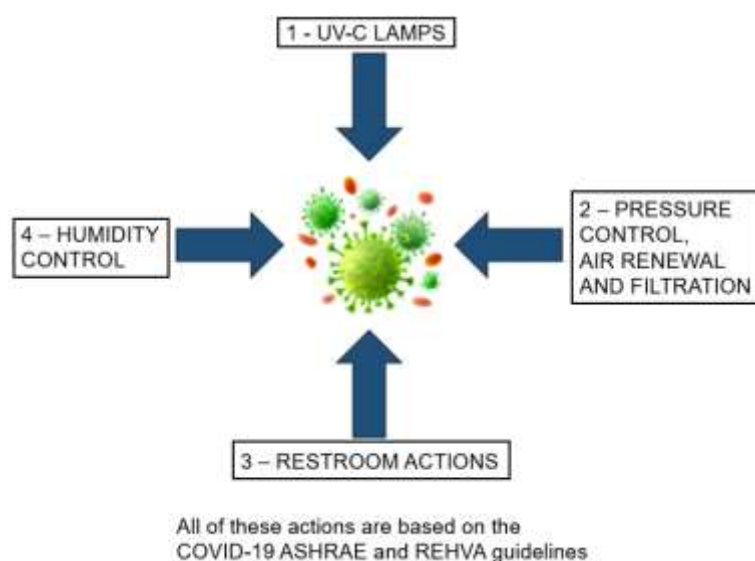 1 - UV-C LAMPS
2 – PRESSURE
CONTROL,
AIR RENEWAL
AND FILTRATION
4 – HUMIDITY
CONTROL
3 – RESTROOM ACTIONS
All of these actions are based on the
COVID-19 ASHRAE and REHVA guidelines